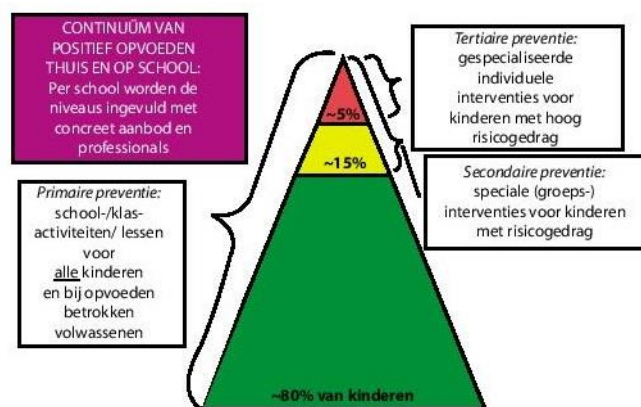 CONTINUÜM VAN
POSITIEF OPVOEDEN
THUIS EN OP SCHOOL:
Per school worden de
niveaus ingevuld met
concreet aanbod en
professionals
Tertiaire preventie:
gespecialiseerde
individuele
interventies voor
kinderen met hoog
risicogedrag
~5%
~15%
Secondaire preventie:
speciale (groeps-)
interventies voor kinderen
met risicogedrag
Primaire preventie:
school-/klas-
activiteiten/ lessen
voor
alle kinderen
en bij opvoeden
betrokken
volwassenen
~80% van kinderen